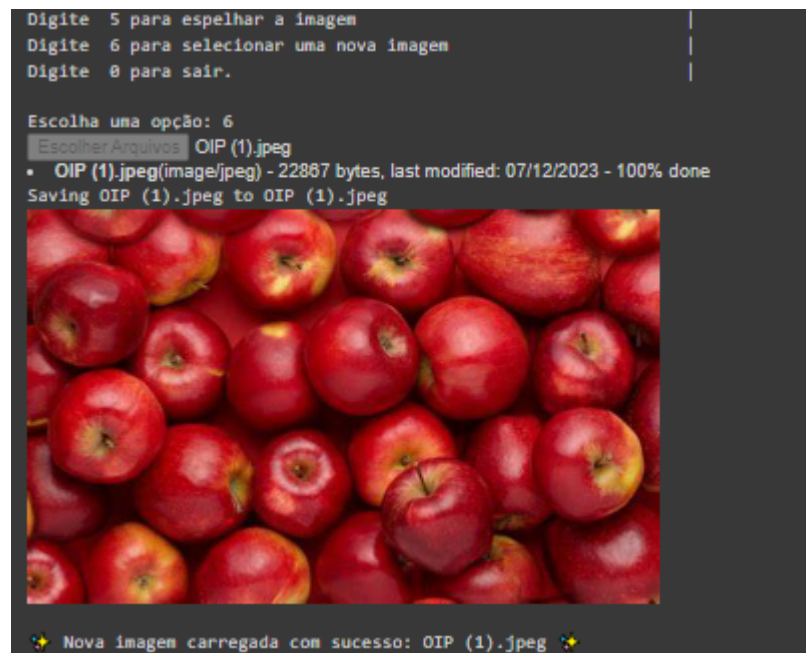 Digite  5 para espelhar a imagem |
Digite  6 para selecionar uma nova imagem |
Digite  0 para sair. |
Escolha uma opção: 6
Escolher Arquivos OIP (1).jpeg
• OIP (1).jpeg(image/jpeg) - 22867 bytes, last modified: 07/12/2023 - 100% done
Saving OIP (1).jpeg to OIP (1).jpeg
✨ Nova imagem carregada com sucesso: OIP (1).jpeg ✨